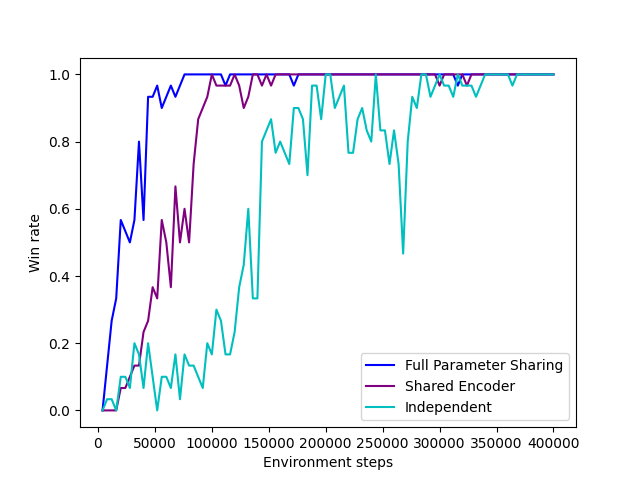 1.0
0.8
0.6
0.4
0.2
0.0
Win rate
Full Parameter Sharing
Shared Encoder
Independent
0 50000 100000 150000 200000 250000 300000 350000 400000
Environment steps